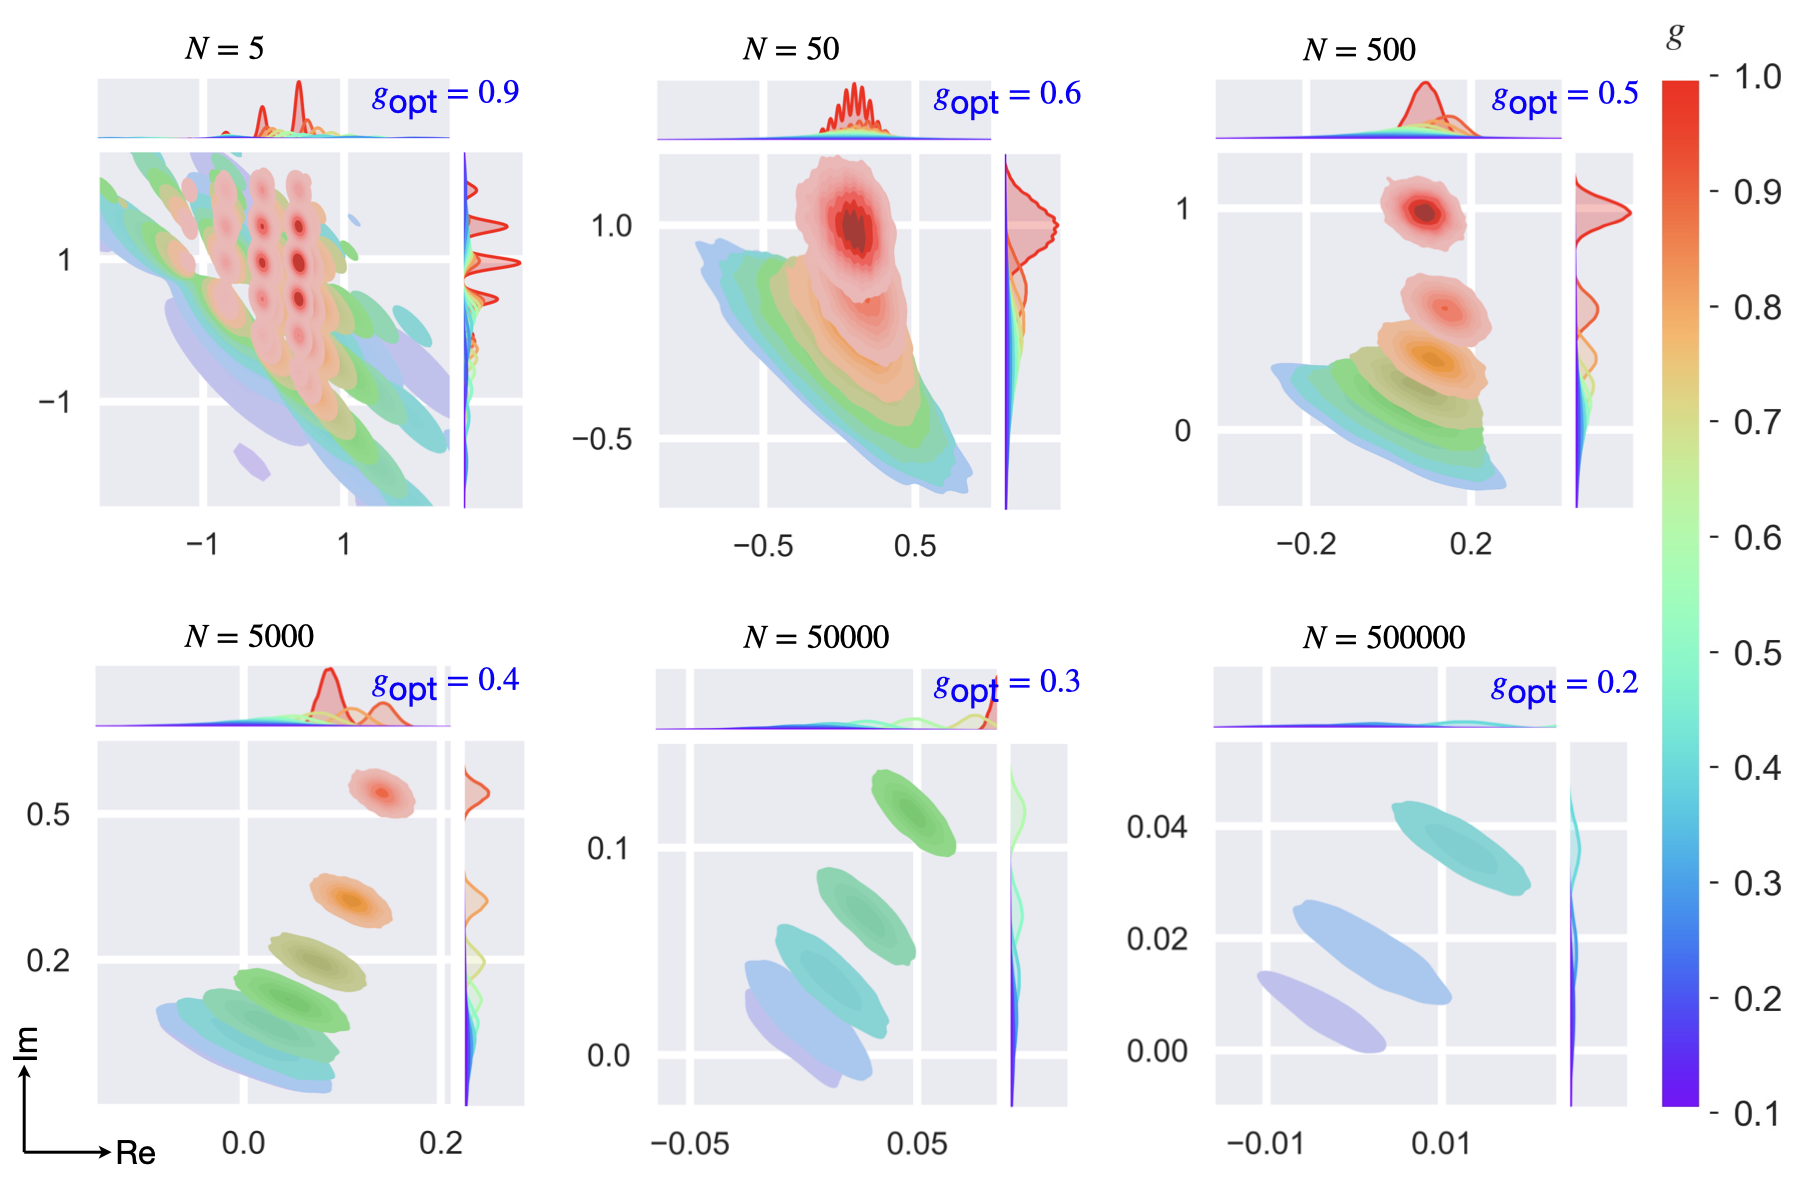 N = 5
g_opt = 0.9
1
−1
−1
1
N = 50
g_opt = 0.6
1.0
−0.5
−0.5
0.5
N = 500
g_opt = 0.5
1
0
−0.2
0.2
N = 5000
g_opt = 0.4
0.5
0.2
0.0
0.2
N = 50000
g_opt = 0.3
0.1
0.0
−0.05
0.05
N = 500000
g_opt = 0.2
0.04
0.02
0.00
−0.01
0.01
g
1.0
0.9
0.8
0.7
0.6
0.5
0.4
0.3
0.2
0.1
Im
Re